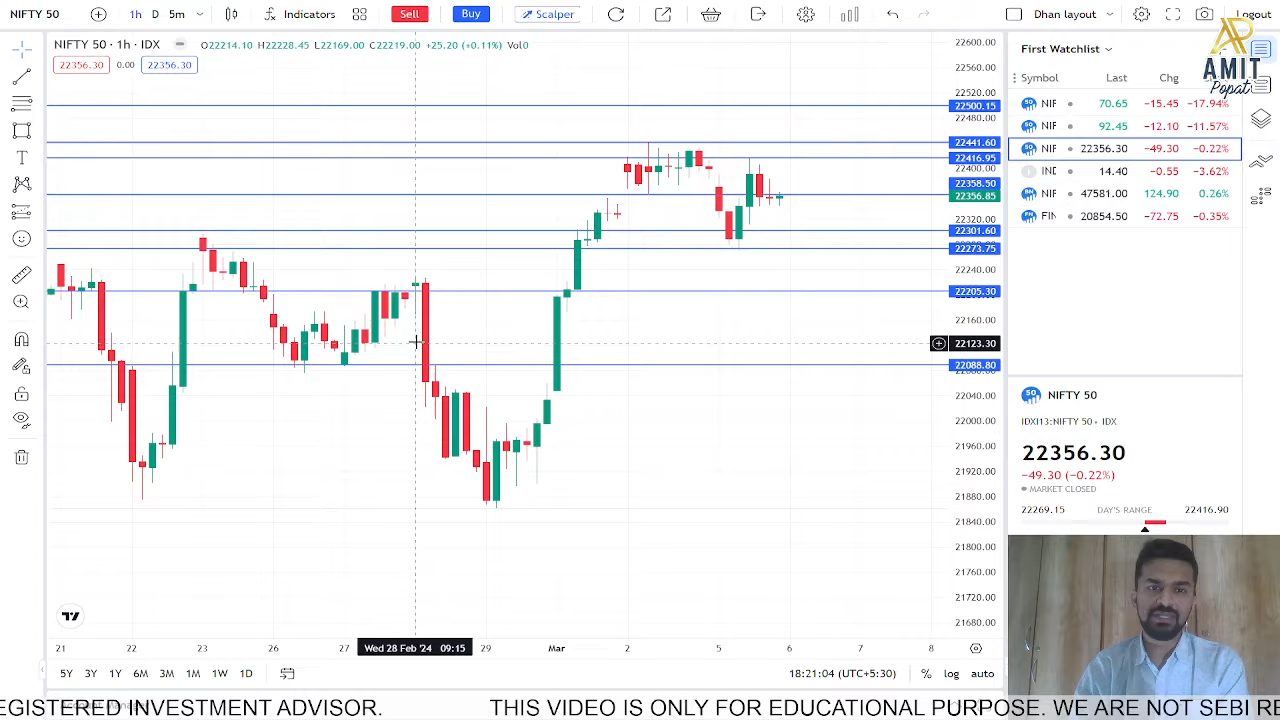 NIFTY 50 1h D 5m Indicators Sell Buy Scalper Dhan layout Logout
NIFTY 50 · 1h · IDX O22214.10 H22228.45 L22169.00 C22219.00 +25.20 (+0.11%) Vol0
22356.30 0.00 22356.30
22600.00
22560.00
22520.00
22500.15
22480.00
22441.60
22416.95
22400.00
22358.50
22356.85
22320.00
22301.60
22273.75
22240.00
22205.30
22160.00
22123.30
22088.80
22040.00
22000.00
21960.00
21920.00
21880.00
21840.00
21800.00
21760.00
21720.00
21680.00
21 22 23 26 27 Wed 28 Feb '24 09:15 29 Mar 2 5 6 7 8
5Y 3Y 1Y 6M 3M 1M 1W 1D 18:21:04 (UTC+5:30) % log auto
First Watchlist
AP
AMIT
Popat
Symbol Last Chg
NIF 70.65 −15.45 −17.94%
NIF 92.45 −12.10 −11.57%
NIF 22356.30 −49.30 −0.22%
IND 14.40 −0.55 −3.62%
NIF 47581.00 124.90 0.26%
FIN 20854.50 −72.75 −0.35%
NIFTY 50
IDXI13:NIFTY 50 • IDX
22356.30
−49.30 (−0.22%)
MARKET CLOSED
22269.15 DAY'S RANGE 22416.90
EGISTERED INVESTMENT ADVISOR. THIS VIDEO IS ONLY FOR EDUCATIONAL PURPOSE. WE ARE NOT SEBI RE